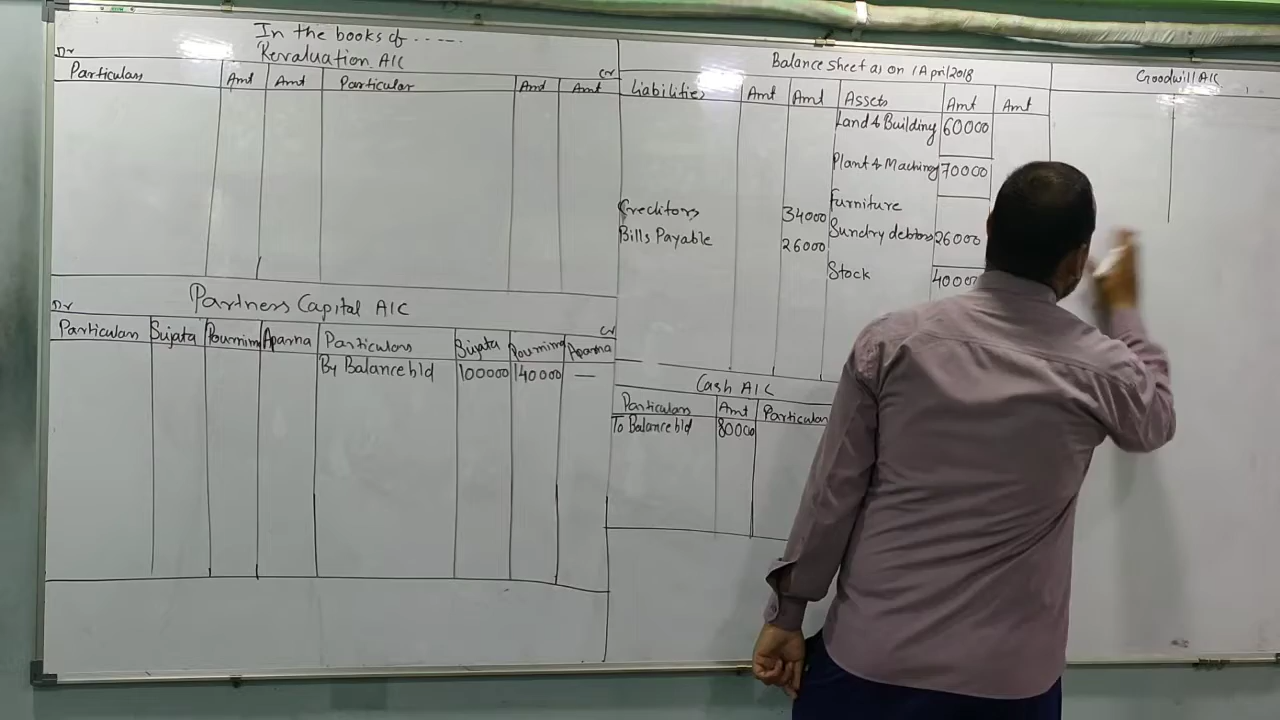 In the books of .....
Revaluation A/C
Dr
Cr
Particulars Amt Amt Particular Amt Amt
Partners Capital A/C
Dr
Cr
Particulars Sujata Pournima Aparna Particulars Sujata Pournima Aparna
By Balance b/d 100000 140000 —
Balance Sheet as on 1 April 2018
Liabilities Amt Amt Assets Amt Amt
Land & Building 60000
Plant & Maching 70000
Furniture
Creditors 34000
Sundry debtors 26000
Bills Payable 26000
Stock 40000
Cash A/C
Particulars Amt Particulars
To Balance b/d 80000
Goodwill A/C